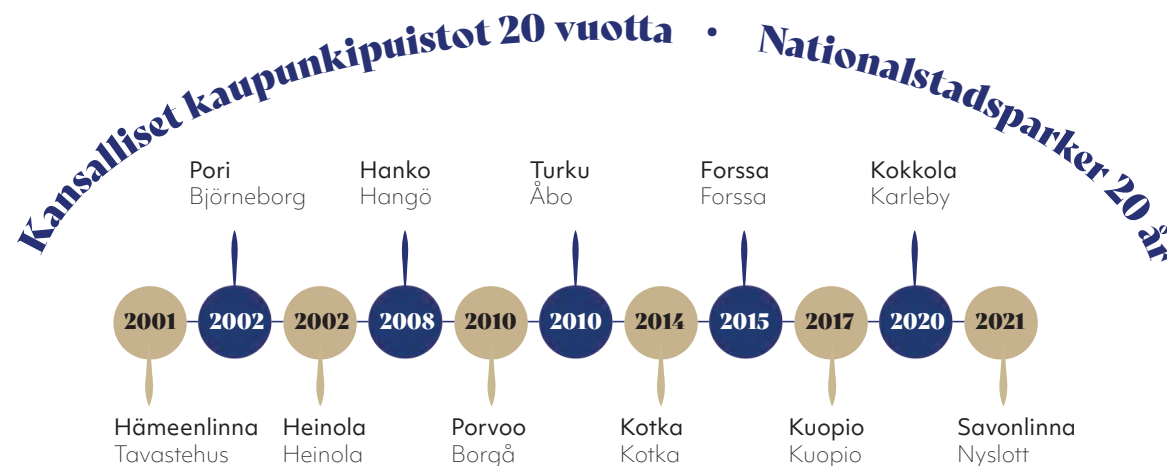 Kansalliset kaupunkipuistot 20 vuotta • Nationalstadsparker 20 år
Pori
Björneborg
Hanko
Hangö
Turku
Åbo
Forssa
Forssa
Kokkola
Karleby
2001 2002 2002 2008 2010 2010 2014 2015 2017 2020 2021
Hämeenlinna
Tavastehus
Heinola
Heinola
Porvoo
Borgå
Kotka
Kotka
Kuopio
Kuopio
Savonlinna
Nyslott